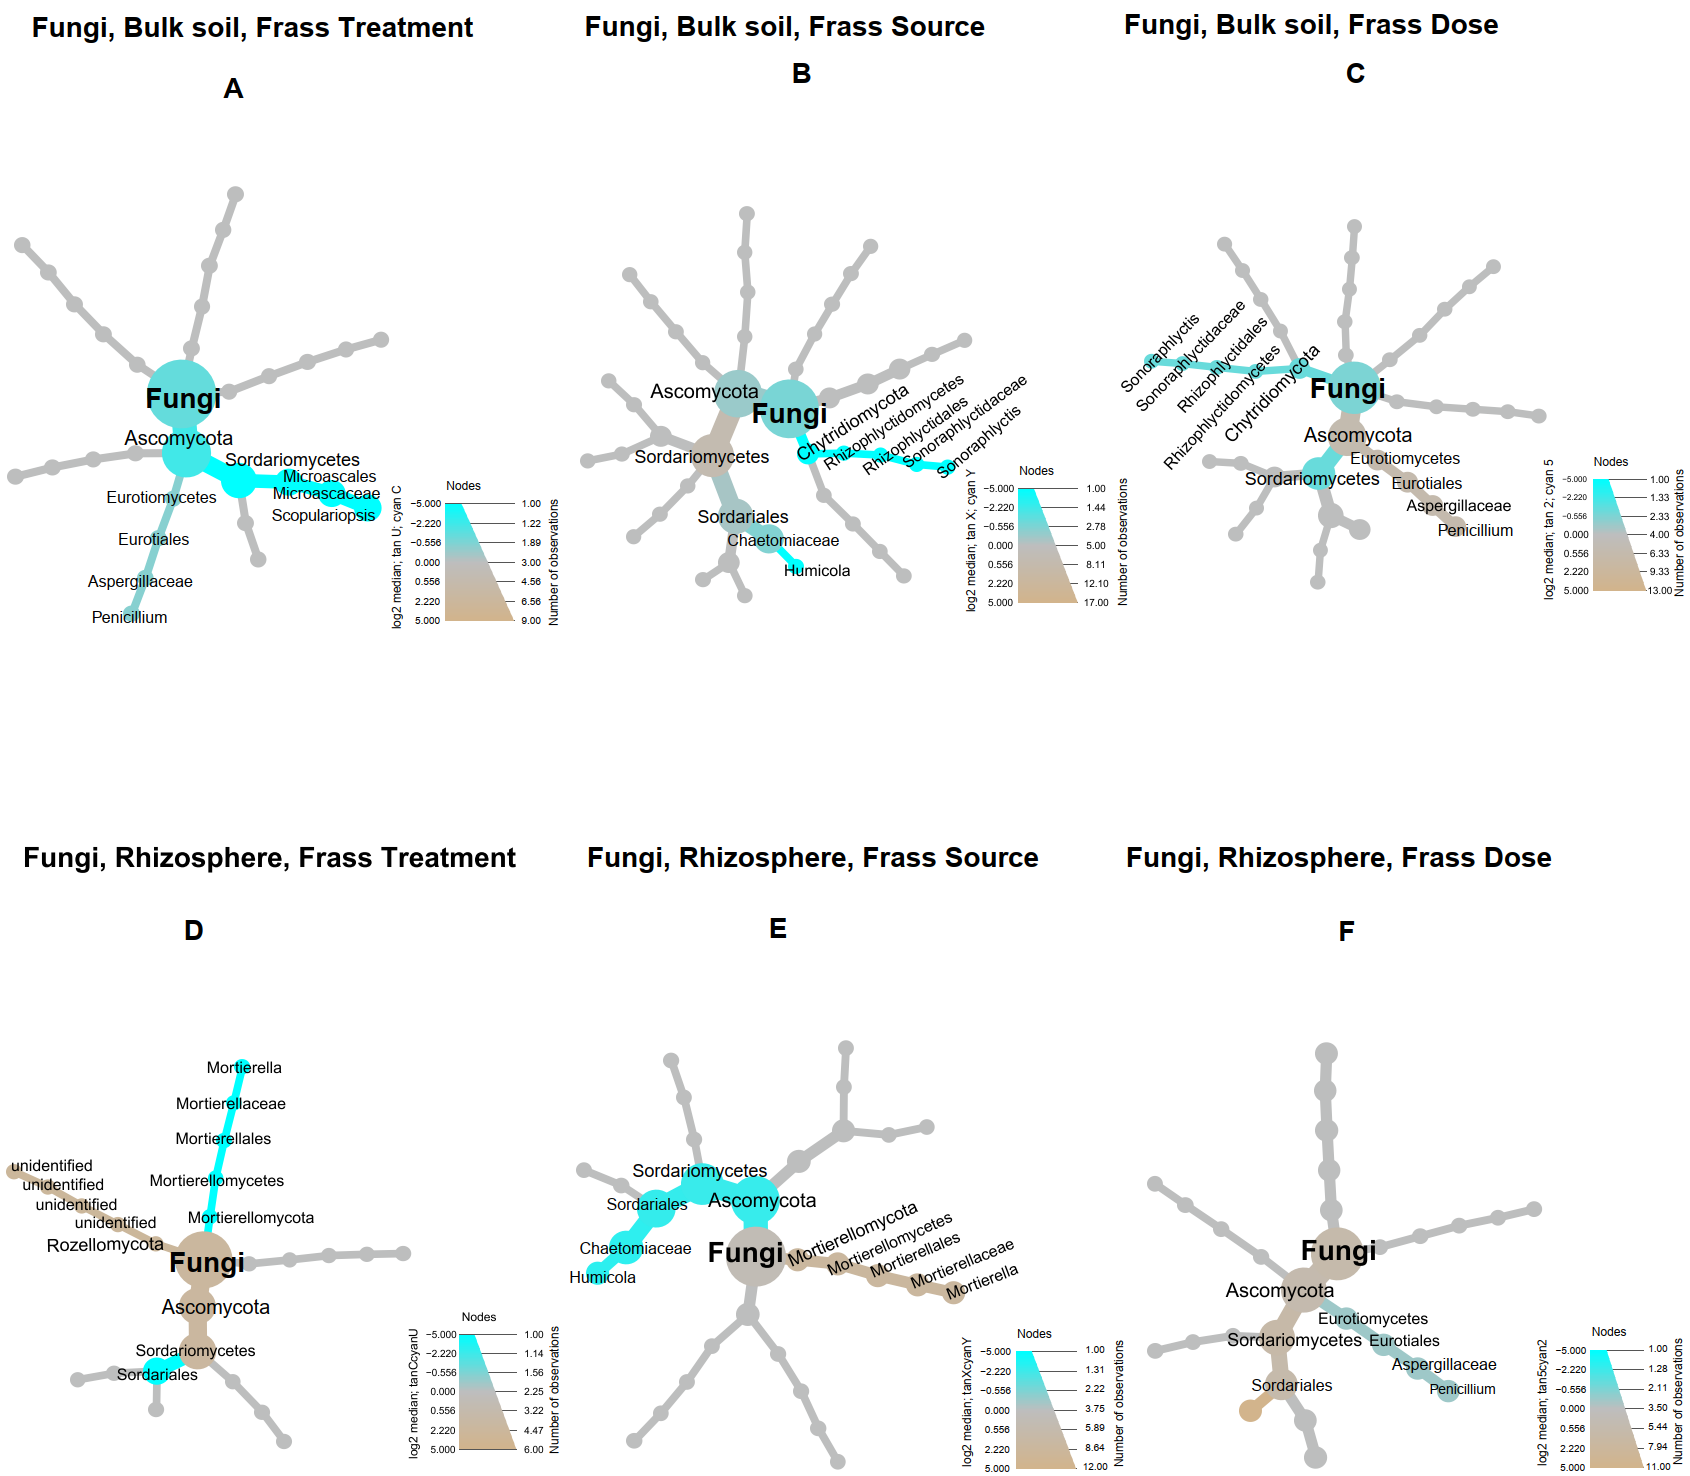 Fungi, Bulk soil, Frass Treatment
A
Fungi
Ascomycota
Sordariomycetes
Microascales
Microascaceae
Scopulariopsis
Eurotiomycetes
Eurotiales
Aspergillaceae
Penicillium
Nodes
log2 median; tan U; cyan C
−5.000
−2.220
−0.556
0.000
0.556
2.220
5.000
1.00
1.22
1.89
3.00
4.56
6.56
9.00
Number of observations
Fungi, Bulk soil, Frass Source
B
Ascomycota
Fungi
Sordariomycetes
Chytridiomycota
Rhizophlyctidomycetes
Rhizophlyctidales
Sonoraphlyctidaceae
Sonoraphlyctis
Sordariales
Chaetomiaceae
Humicola
Nodes
log2 median; tan X; cyan Y
−5.000
−2.220
−0.556
0.000
0.556
2.220
5.000
1.00
1.44
2.78
5.00
8.11
12.10
17.00
Number of observations
Fungi, Bulk soil, Frass Dose
C
Sonoraphlyctis
Sonoraphlyctidaceae
Rhizophlyctidales
Rhizophlyctidomycetes
Chytridiomycota
Fungi
Ascomycota
Eurotiomycetes
Sordariomycetes
Eurotiales
Aspergillaceae
Penicillium
Nodes
log2 median; tan 2; cyan 5
−5.000
−2.220
−0.556
0.000
0.556
2.220
5.000
1.00
1.33
2.33
4.00
6.33
9.33
13.00
Number of observations
Fungi, Rhizosphere, Frass Treatment
D
Mortierella
Mortierellaceae
Mortierellales
Mortierellomycetes
Mortierellomycota
unidentified
unidentified
unidentified
unidentified
Rozellomycota
Fungi
Ascomycota
Sordariomycetes
Sordariales
Nodes
log2 median; tanCcyanU
−5.000
−2.220
−0.556
0.000
0.556
2.220
5.000
1.00
1.14
1.56
2.25
3.22
4.47
6.00
Number of observations
Fungi, Rhizosphere, Frass Source
E
Sordariomycetes
Ascomycota
Sordariales
Chaetomiaceae
Humicola
Fungi
Mortierellomycota
Mortierellomycetes
Mortierellales
Mortierellaceae
Mortierella
Nodes
log2 median; tanXcyanY
−5.000
−2.220
−0.556
0.000
0.556
2.220
5.000
1.00
1.31
2.22
3.75
5.89
8.64
12.00
Number of observations
Fungi, Rhizosphere, Frass Dose
F
Fungi
Ascomycota
Eurotiomycetes
Sordariomycetes
Eurotiales
Aspergillaceae
Penicillium
Sordariales
Nodes
log2 median; tan5cyan2
−5.000
−2.220
−0.556
0.000
0.556
2.220
5.000
1.00
1.28
2.11
3.50
5.44
7.94
11.00
Number of observations